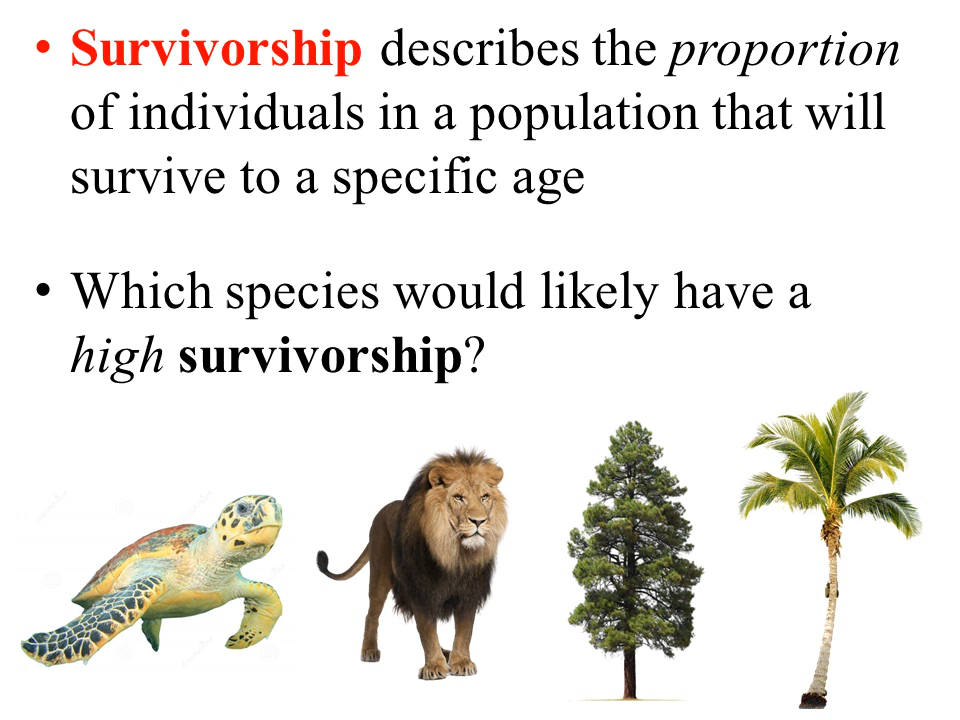 • Survivorship describes the proportion
of individuals in a population that will
survive to a specific age
• Which species would likely have a
high survivorship?